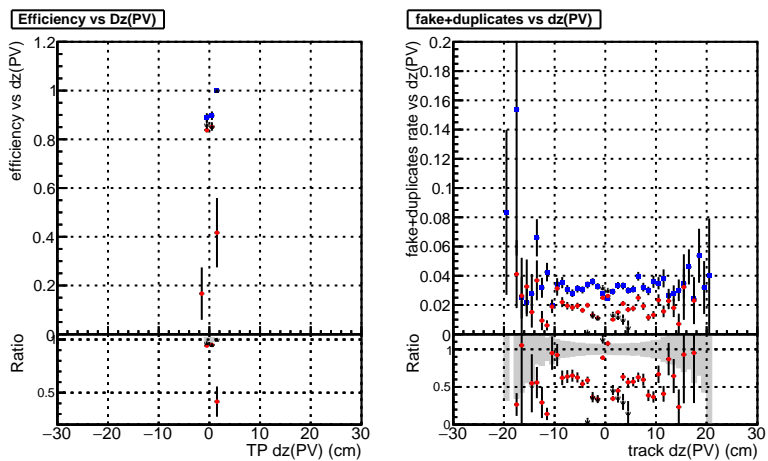 Efficiency vs Dz(PV)
efficiency vs dz(PV)
1.2
1
0.8
0.6
0.4
0.2
0
Ratio
1
0.5
−30 −20 −10 0 10 20 30
TP dz(PV) (cm)
fake+duplicates vs dz(PV)
fake+duplicates rate vs dz(PV)
0.2
0.18
0.16
0.14
0.12
0.1
0.08
0.06
0.04
0.02
0
Ratio
1
0.5
0
−30 −20 −10 0 10 20 30
track dz(PV) (cm)